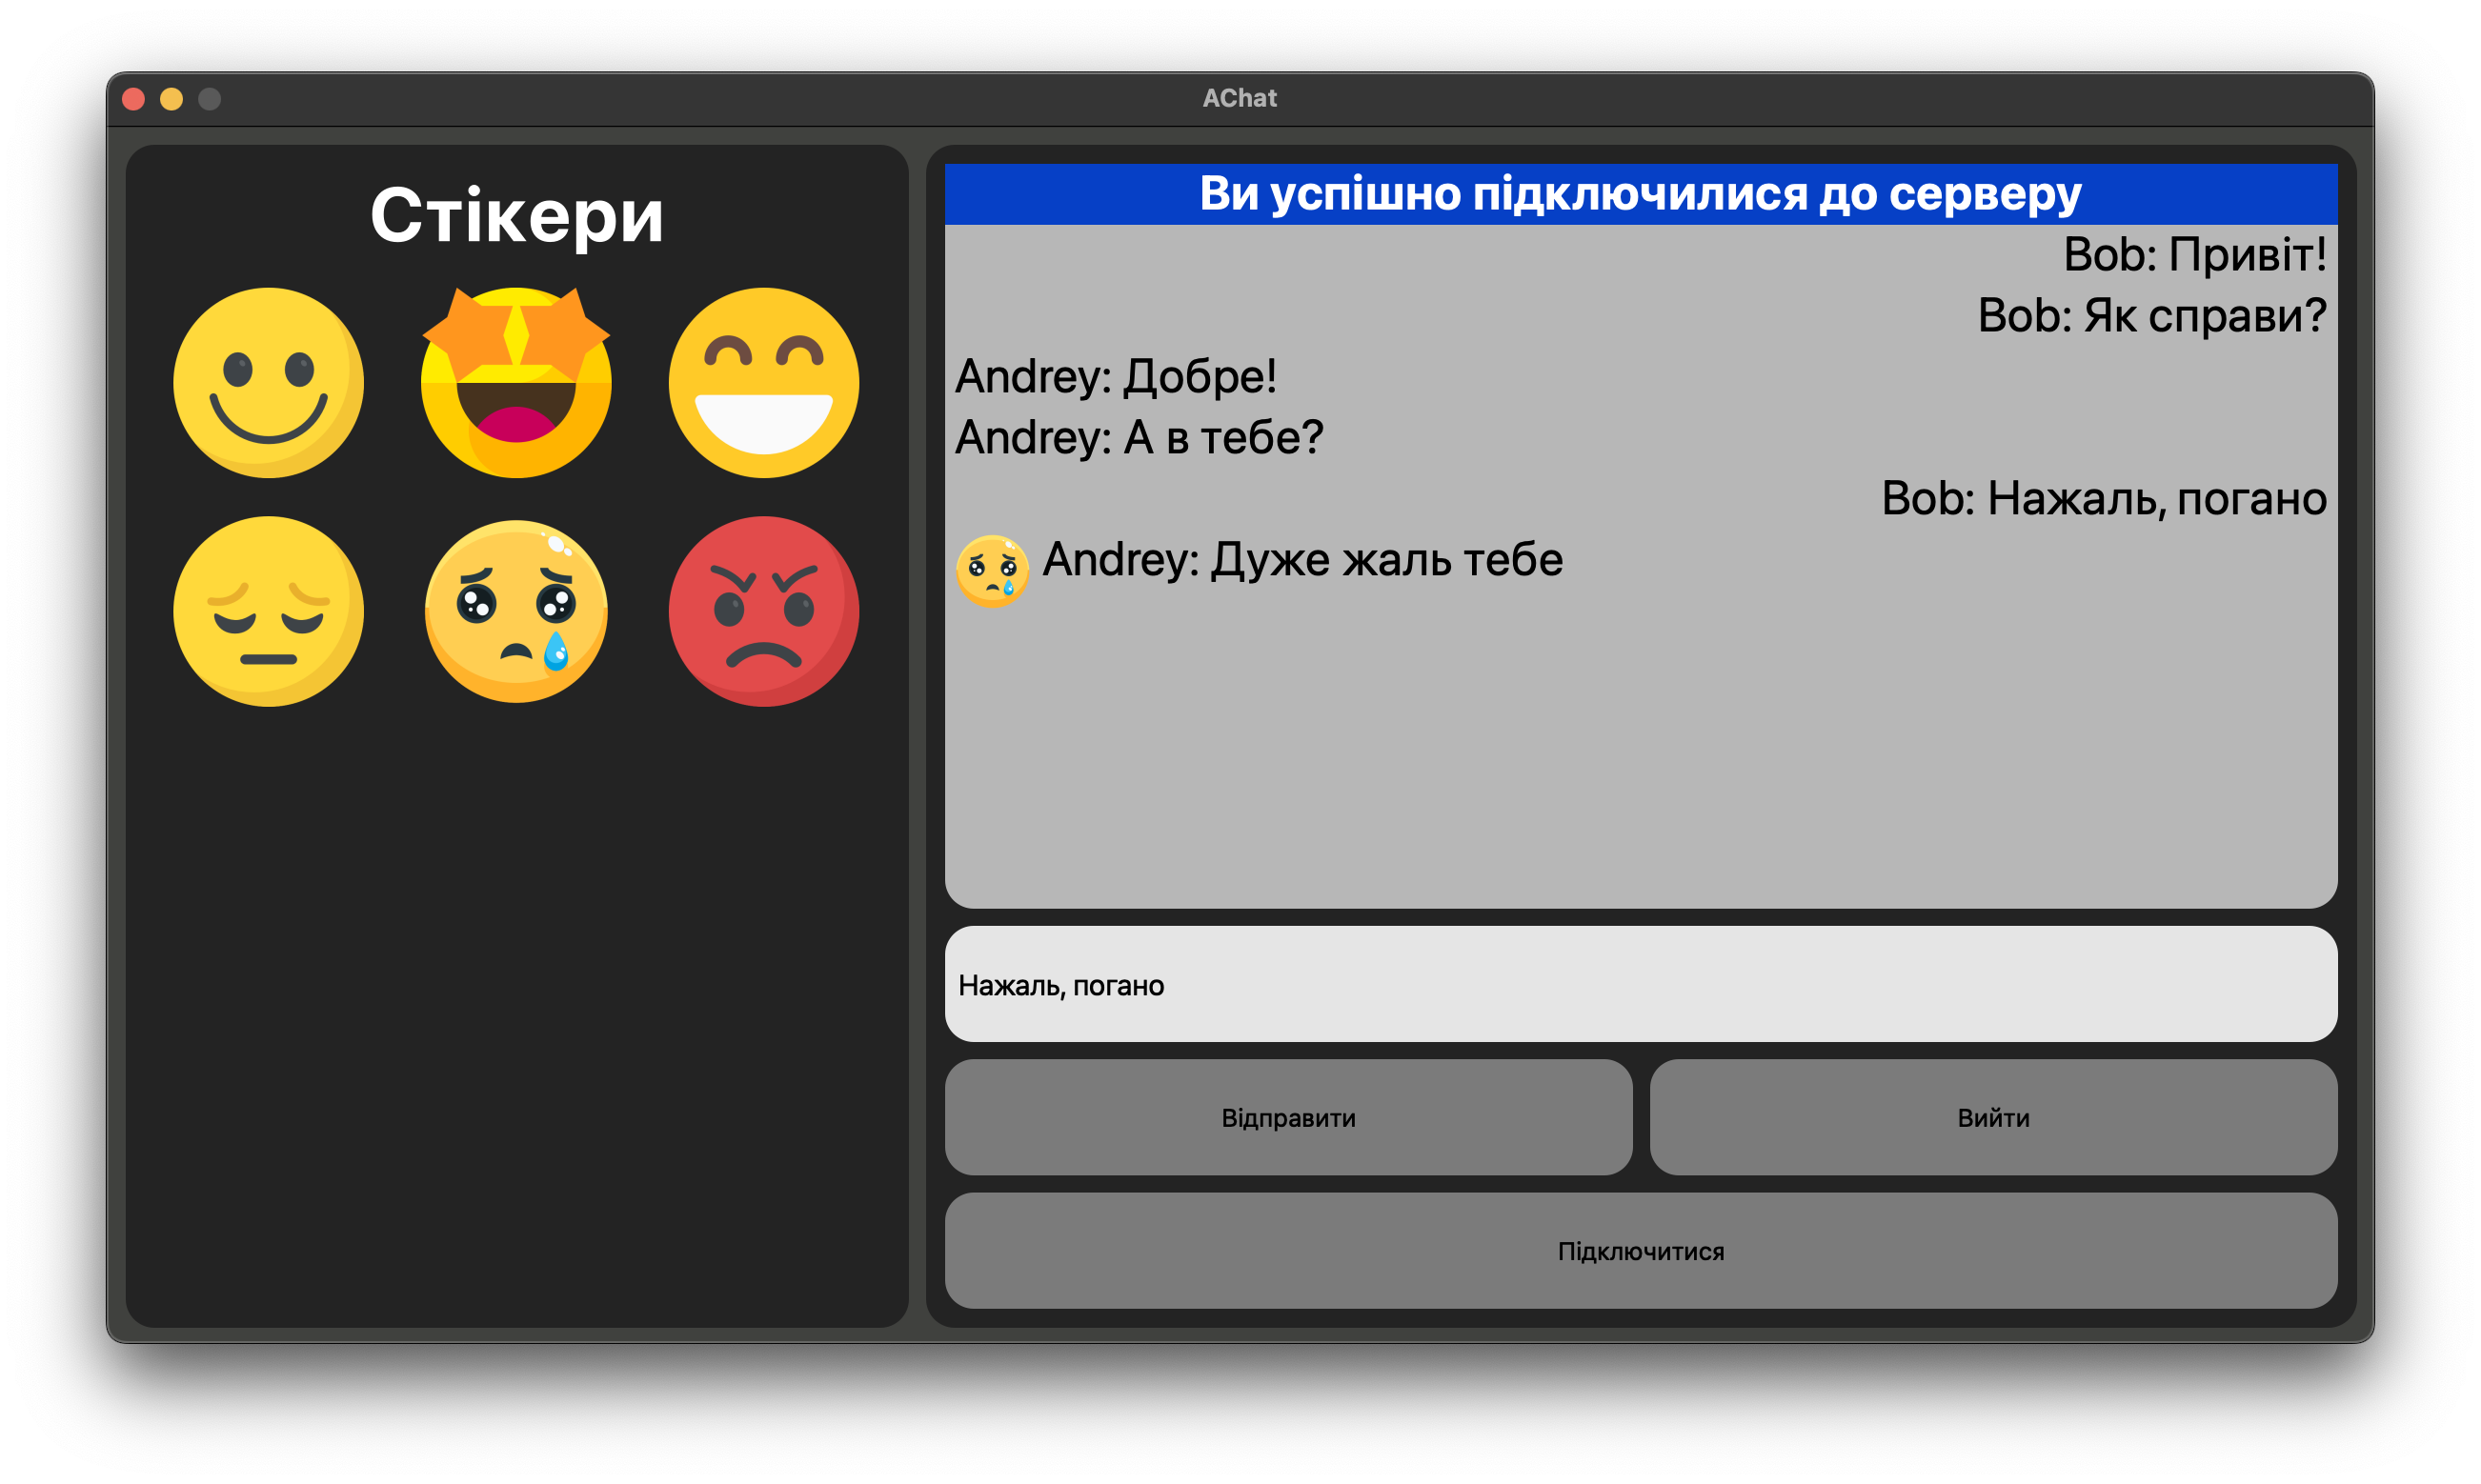 AChat
Стікери
Ви успішно підключилися до серверу
Bob: Привіт!
Bob: Як справи?
Andrey: Добре!
Andrey: А в тебе?
Bob: Нажаль, погано
Andrey: Дуже жаль тебе
Нажаль, погано
Відправити
Вийти
Підключитися